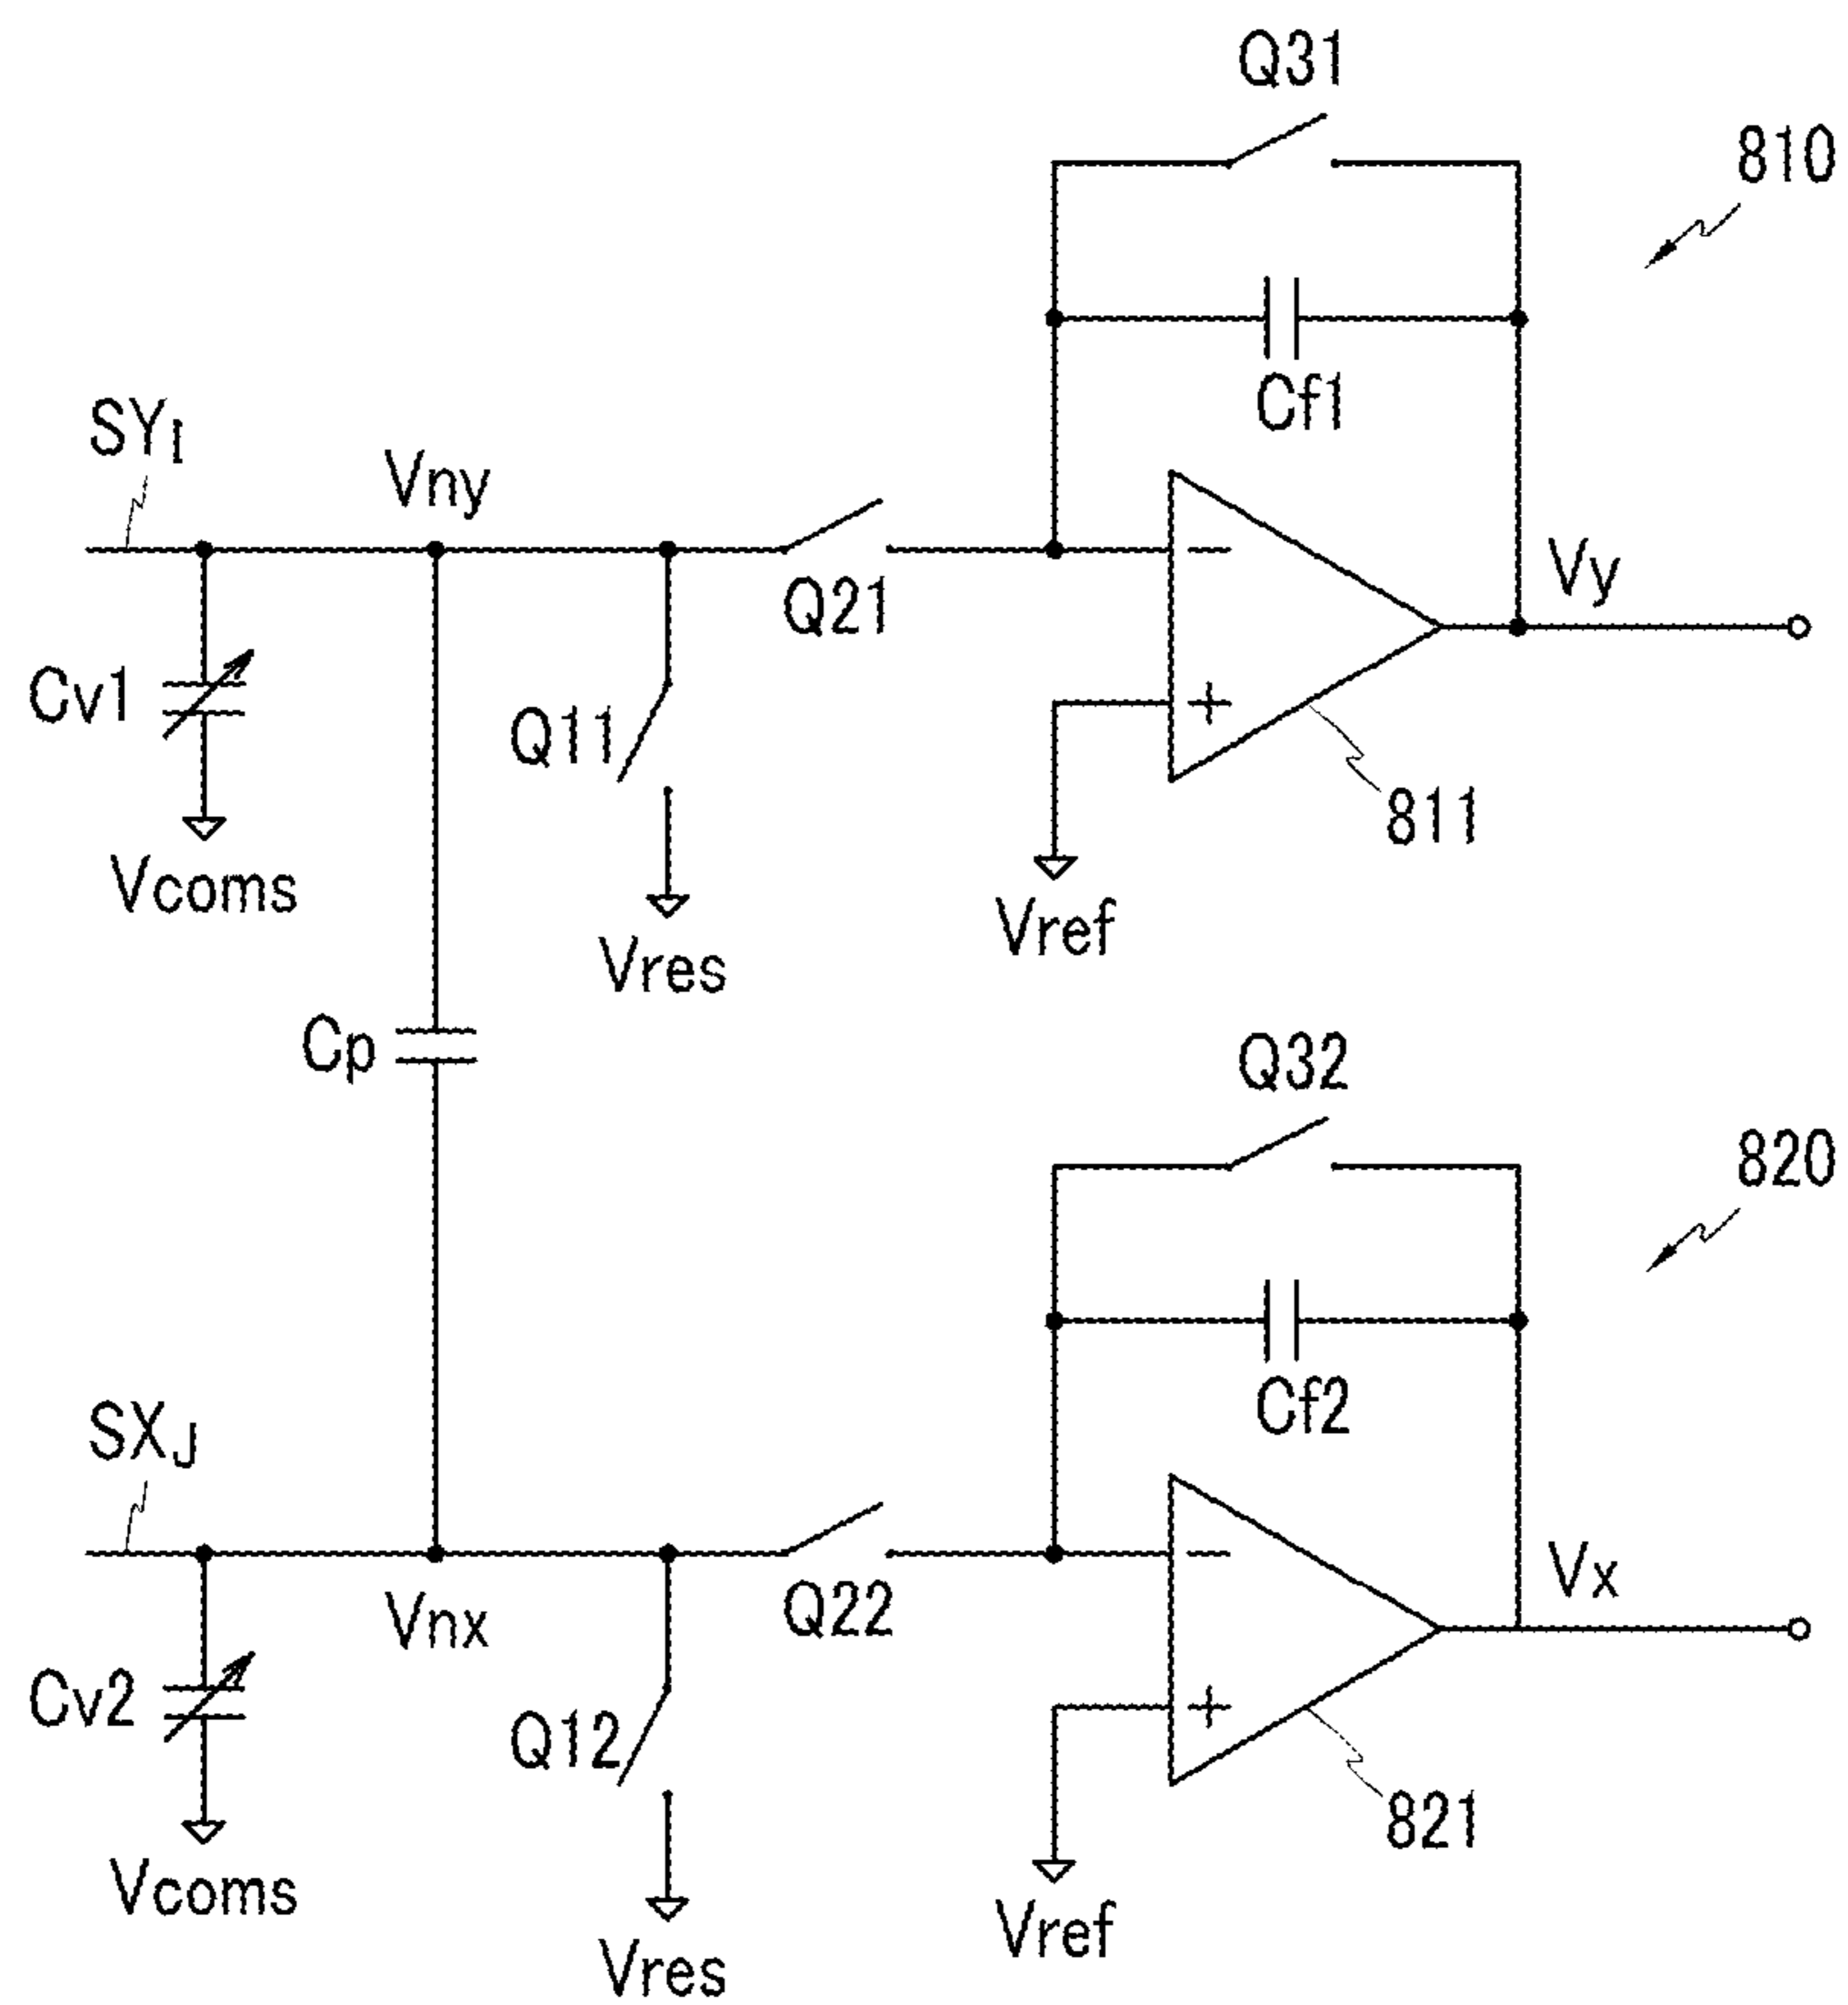 Q31
810
Cf1
SYI
Vny
Q21
Vy
Cv1
Q11
811
Vcoms
Vref
Vres
Cp
Q32
820
Cf2
SXJ
Vnx
Q22
Vx
Cv2
Q12
821
Vcoms
Vref
Vres